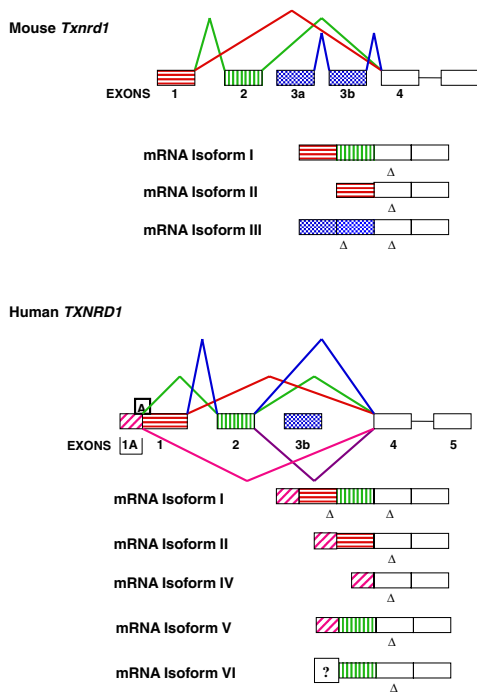 Mouse Txnrd1
EXONS 1 2 3a 3b 4
mRNA Isoform I
Δ
mRNA Isoform II
Δ
mRNA Isoform III
Δ Δ
Human TXNRD1
A
EXONS 1A 1 2 3b 4 5
mRNA Isoform I
Δ Δ
mRNA Isoform II
Δ
mRNA Isoform IV
Δ
mRNA Isoform V
Δ
mRNA Isoform VI ?
Δ